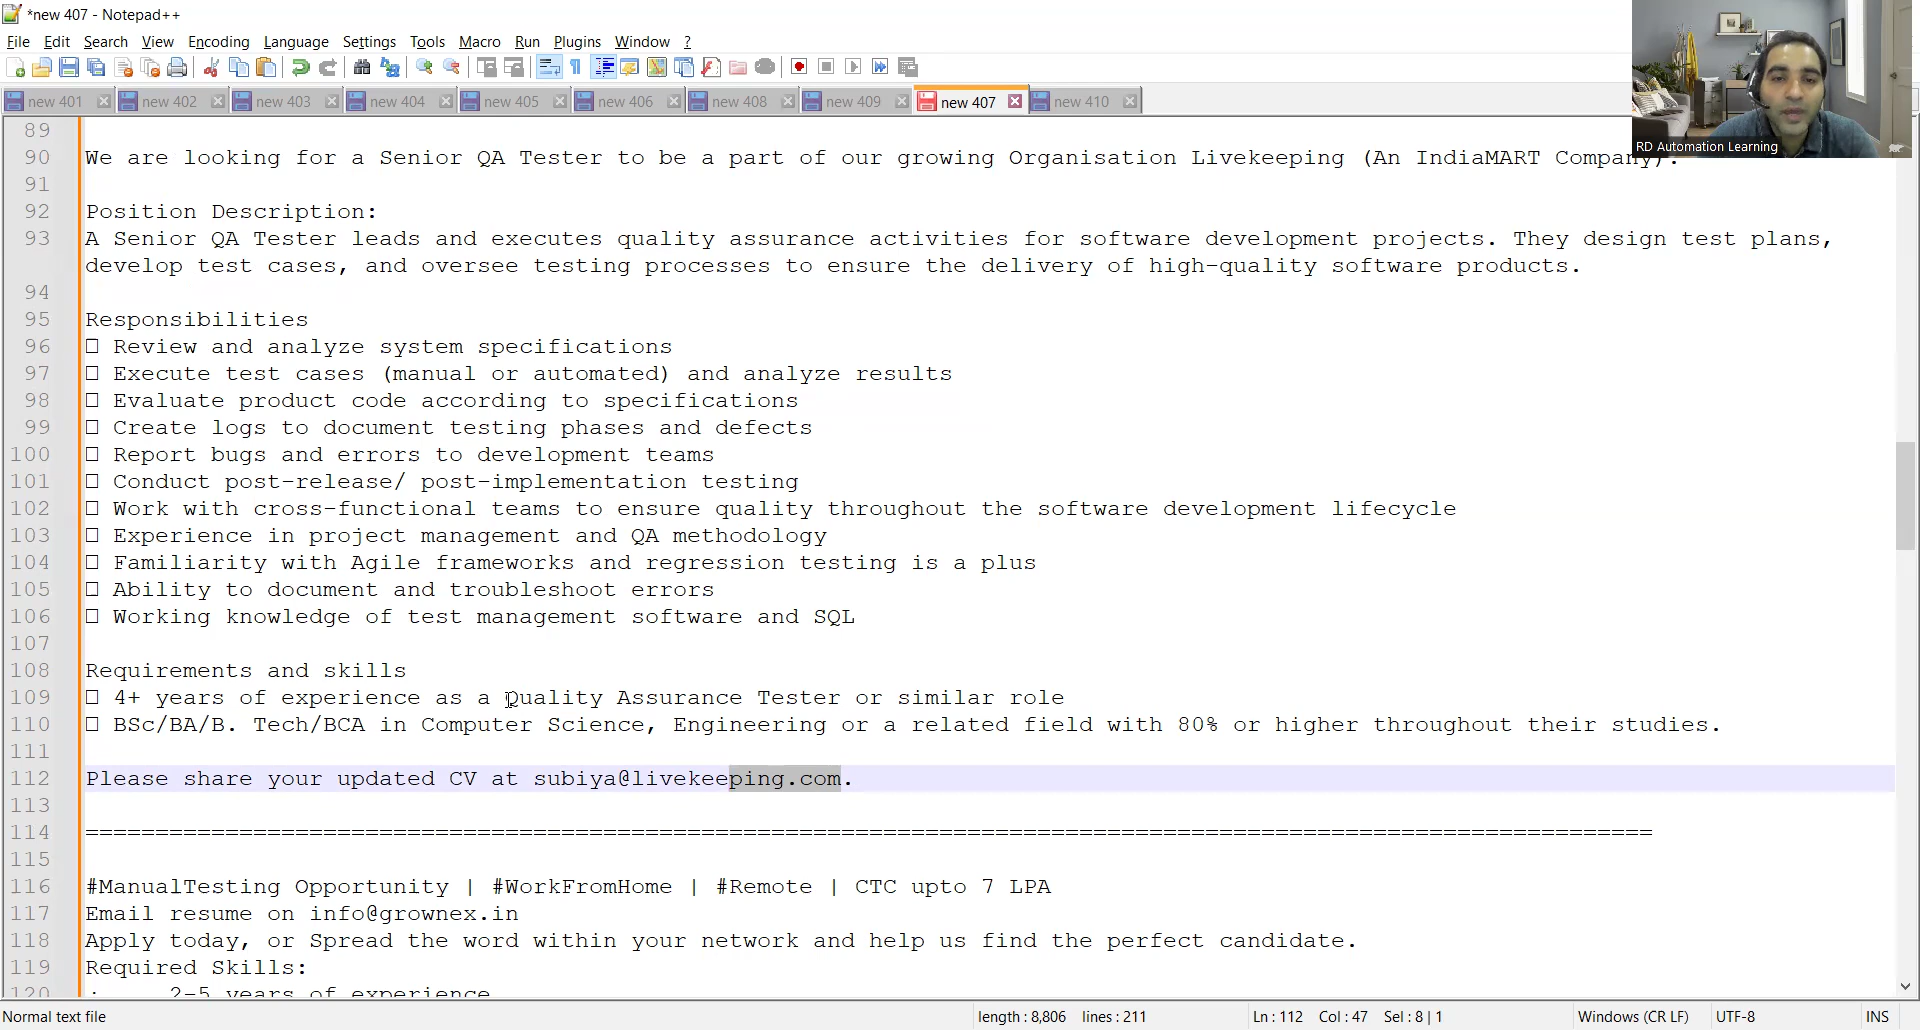 *new 407 - Notepad++
File Edit Search View Encoding Language Settings Tools Macro Run Plugins Window ?
new 401 new 402 new 403 new 404 new 405 new 406 new 408 new 409 new 407 new 410
RD Automation Learning
89
90 We are looking for a Senior QA Tester to be a part of our growing Organisation Livekeeping (An IndiaMART Company).
91
92 Position Description:
93 A Senior QA Tester leads and executes quality assurance activities for software development projects. They design test plans,
develop test cases, and oversee testing processes to ensure the delivery of high-quality software products.
94
95 Responsibilities
96 □ Review and analyze system specifications
97 □ Execute test cases (manual or automated) and analyze results
98 □ Evaluate product code according to specifications
99 □ Create logs to document testing phases and defects
100 □ Report bugs and errors to development teams
101 □ Conduct post-release/ post-implementation testing
102 □ Work with cross-functional teams to ensure quality throughout the software development lifecycle
103 □ Experience in project management and QA methodology
104 □ Familiarity with Agile frameworks and regression testing is a plus
105 □ Ability to document and troubleshoot errors
106 □ Working knowledge of test management software and SQL
107
108 Requirements and skills
109 □ 4+ years of experience as a Quality Assurance Tester or similar role
110 □ BSc/BA/B. Tech/BCA in Computer Science, Engineering or a related field with 80% or higher throughout their studies.
111
112 Please share your updated CV at subiya@livekeeping.com.
113
114 ================================================================================================================
115
116 #ManualTesting Opportunity | #WorkFromHome | #Remote | CTC upto 7 LPA
117 Email resume on info@grownex.in
118 Apply today, or Spread the word within your network and help us find the perfect candidate.
119 Required Skills:
120 · 2-5 years of experience
Normal text file length : 8,806 lines : 211 Ln : 112 Col : 47 Sel : 8 | 1 Windows (CR LF) UTF-8 INS